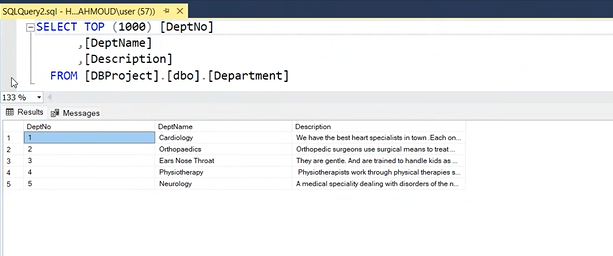 SQLQuery2.sql - H...AHMOUD\user (57))
SELECT TOP (1000) [DeptNo]
,[DeptName]
,[Description]
FROM [DBProject].[dbo].[Department]
133 %
Results Messages
DeptNo DeptName Description
1 1 Cardiology We have the best heart specialists in town .Each on...
2 2 Orthopaedics Orthopedic surgeons use surgical means to treat ...
3 3 Ears Nose Throat They are gentle. And are trained to handle kids as ...
4 4 Physiotherapy Physiotherapists work through physical therapies s...
5 5 Neurology A medical speciality dealing with disorders of the n...